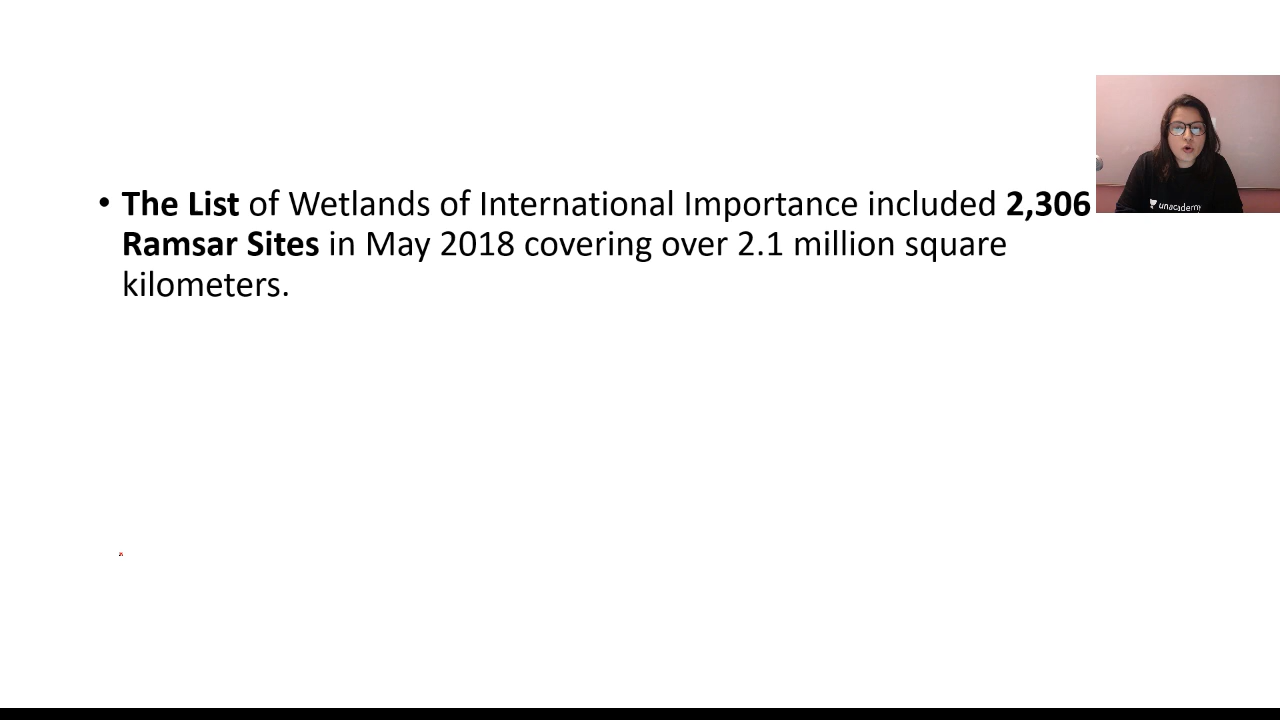 • The List of Wetlands of International Importance included 2,306
Ramsar Sites in May 2018 covering over 2.1 million square
kilometers.
unacademy